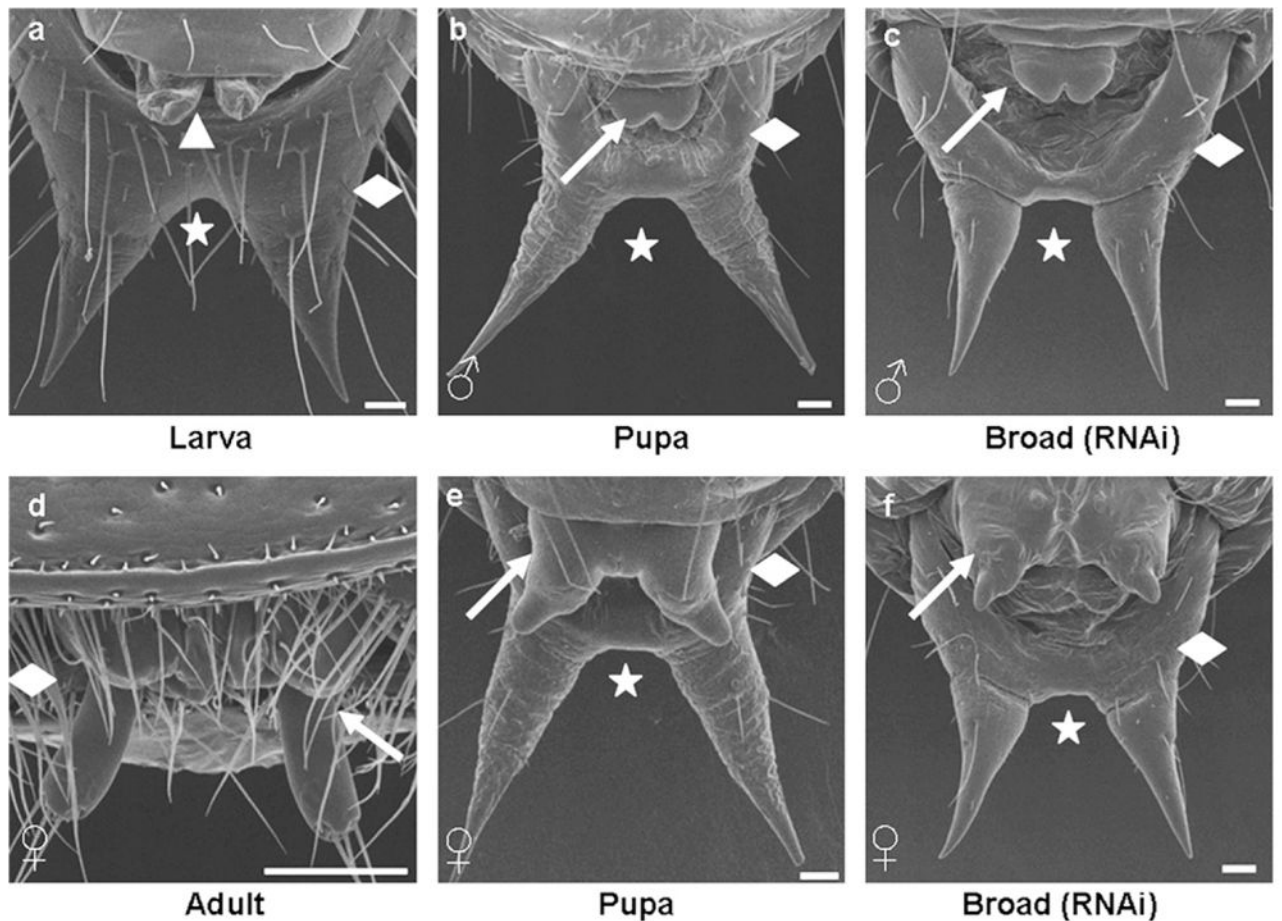 a
b
c
♂
♂
Larva
Pupa
Broad (RNAi)
d
e
f
♀
♀
♀
Adult
Pupa
Broad (RNAi)